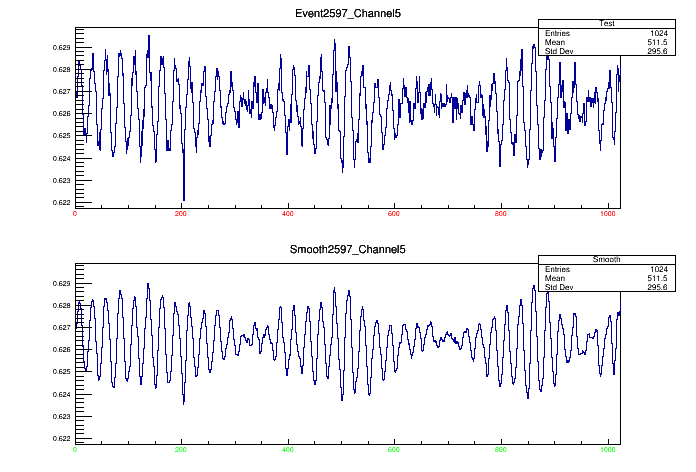 Event2597_Channel5
Test
Entries 1024
Mean 511.5
Std Dev 295.6
0.629
0.628
0.627
0.626
0.625
0.624
0.623
0.622
0 200 400 600 800 1000
Smooth2597_Channel5
Smooth
Entries 1024
Mean 511.5
Std Dev 295.6
0.629
0.628
0.627
0.626
0.625
0.624
0.623
0.622
0 200 400 600 800 1000